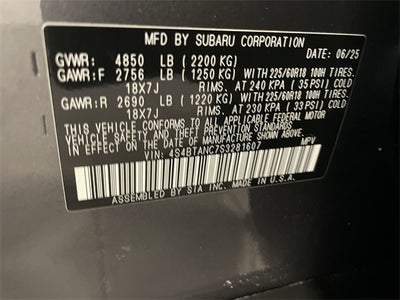 MFD BY SUBARU CORPORATION
DATE: 06/25
GVWR: 4850 LB (2200 KG)
GAWR:F 2756 LB (1250 KG) WITH 225/60R18 100H TIRES.
18X7J RIMS. AT 240 KPA (35 PSI) COLD
GAWR:R 2690 LB (1220 KG) WITH 225/60R18 100H TIRES.
18X7J RIMS. AT 230 KPA (33 PSI) COLD
THIS VEHICLE CONFORMS TO ALL APPLICABLE FEDERAL MOTOR
VEHICLE SAFETY AND THEFT PREVENTION STANDARDS
IN EFFECT ON THE DATE OF MANUFACTURE SHOWN ABOVE.
VIN: 4S4BTANC7S3281607 MPV
ASSEMBLED BY SIA INC. MADE IN U.S.A.